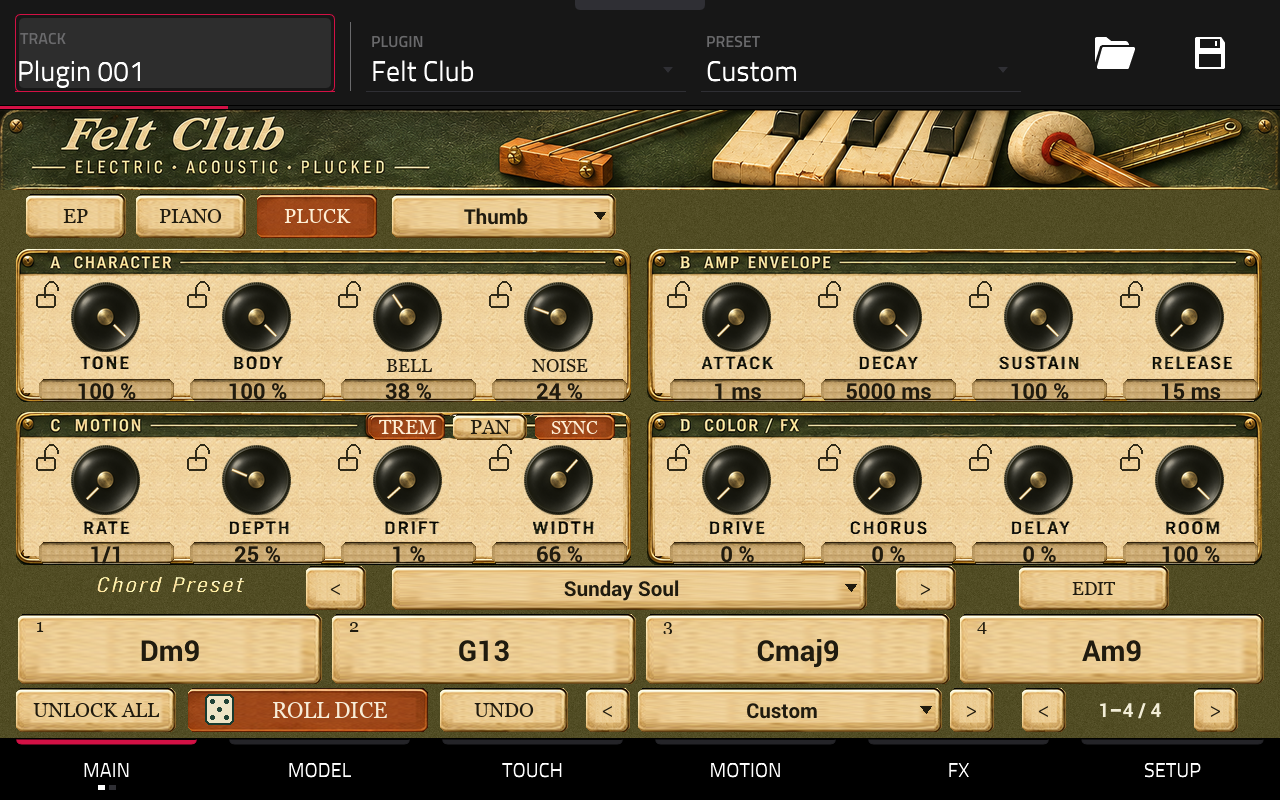 TRACK
Plugin 001
PLUGIN
Felt Club
PRESET
Custom
Felt Club
ELECTRIC · ACOUSTIC · PLUCKED
EP
PIANO
PLUCK
Thumb
A CHARACTER
TONE
BODY
BELL
NOISE
100 %
100 %
38 %
24 %
B AMP ENVELOPE
ATTACK
DECAY
SUSTAIN
RELEASE
1 ms
5000 ms
100 %
15 ms
C MOTION
TREM
PAN
SYNC
RATE
DEPTH
DRIFT
WIDTH
1/1
25 %
1 %
66 %
D COLOR / FX
DRIVE
CHORUS
DELAY
ROOM
0 %
0 %
0 %
100 %
Chord Preset
<
Sunday Soul
>
EDIT
1
Dm9
2
G13
3
Cmaj9
4
Am9
UNLOCK ALL
ROLL DICE
UNDO
<
Custom
>
<
1–4 / 4
>
MAIN
MODEL
TOUCH
MOTION
FX
SETUP